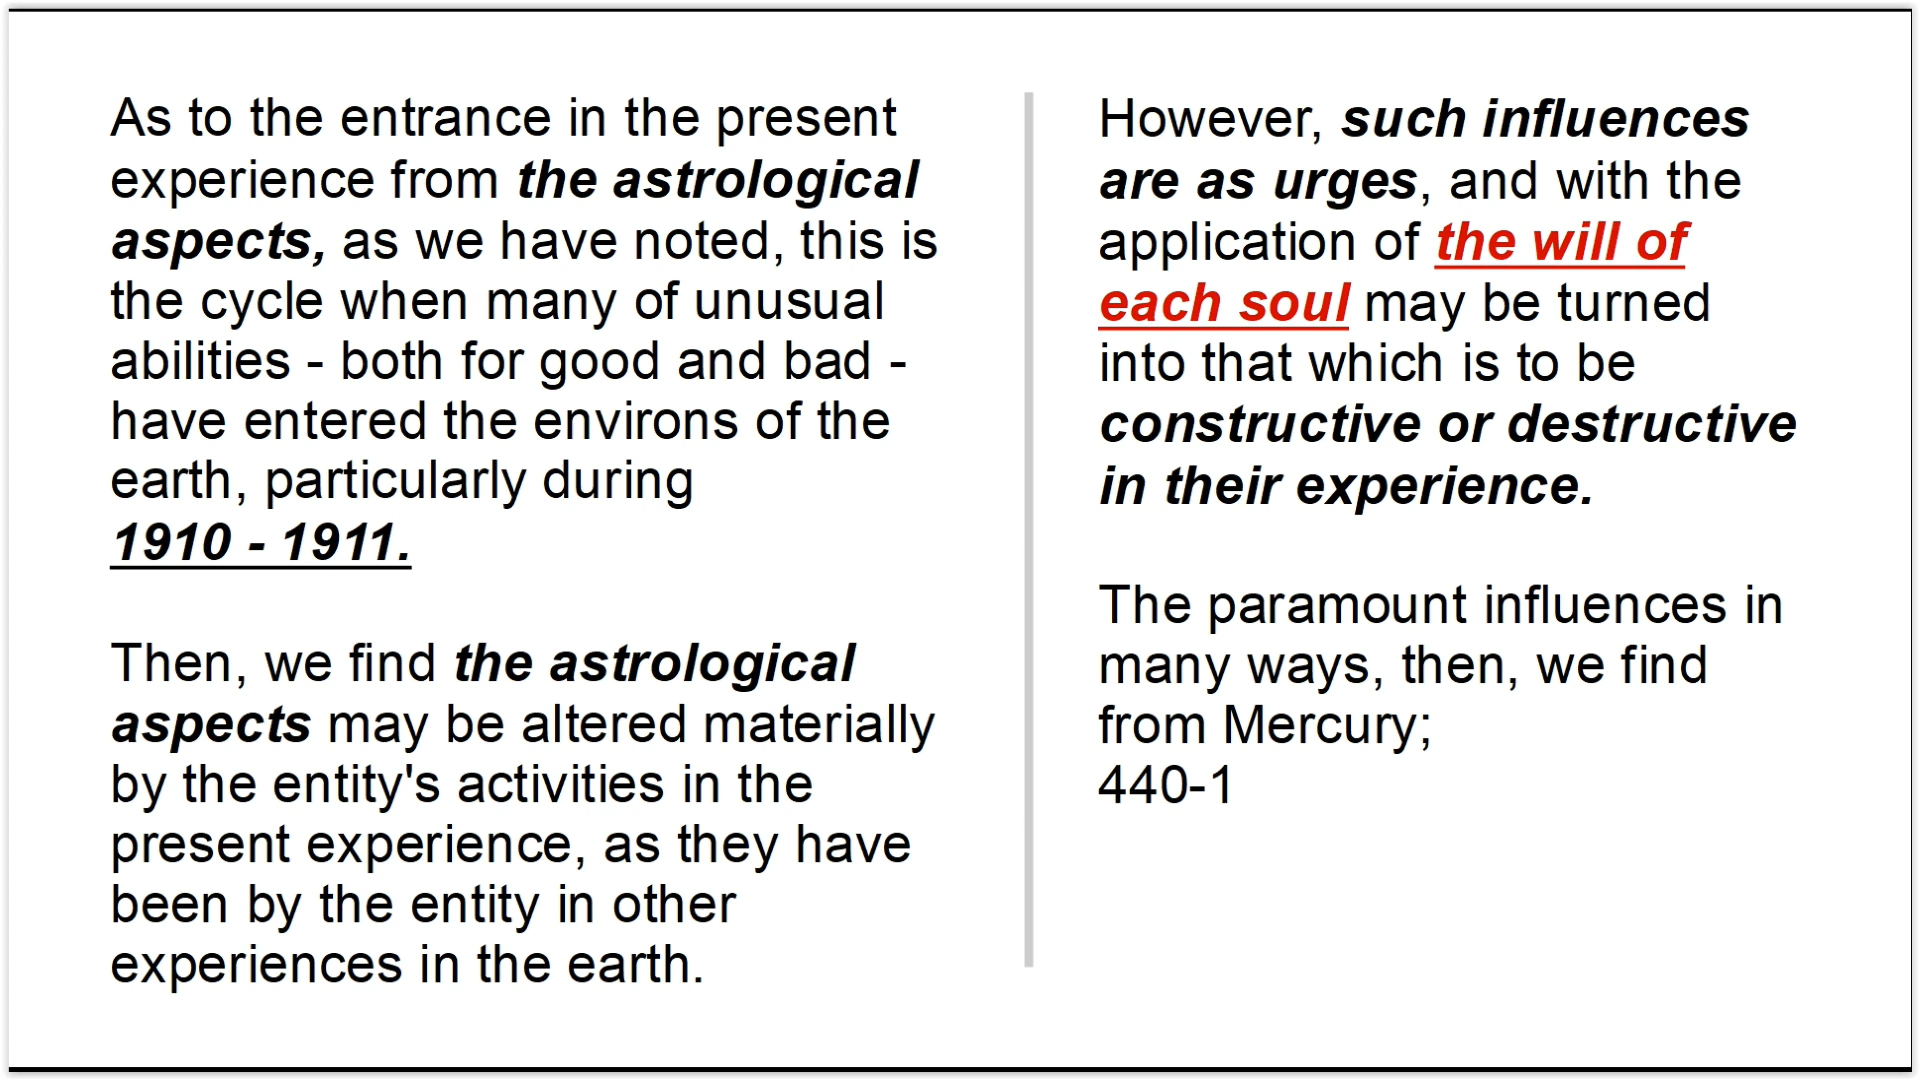 As to the entrance in the present
experience from the astrological
aspects, as we have noted, this is
the cycle when many of unusual
abilities - both for good and bad -
have entered the environs of the
earth, particularly during
1910 - 1911.
Then, we find the astrological
aspects may be altered materially
by the entity's activities in the
present experience, as they have
been by the entity in other
experiences in the earth.
However, such influences
are as urges, and with the
application of the will of
each soul may be turned
into that which is to be
constructive or destructive
in their experience.
The paramount influences in
many ways, then, we find
from Mercury;
440-1